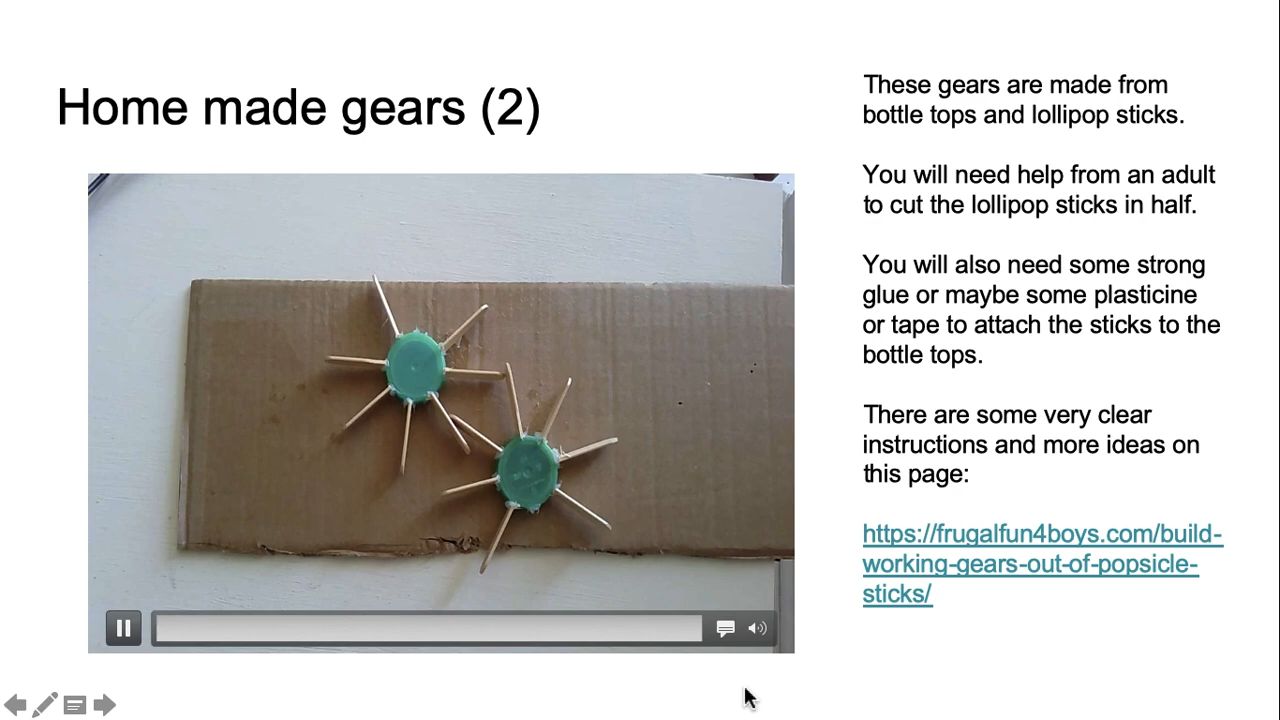 Home made gears (2)
These gears are made from
bottle tops and lollipop sticks.
You will need help from an adult
to cut the lollipop sticks in half.
You will also need some strong
glue or maybe some plasticine
or tape to attach the sticks to the
bottle tops.
There are some very clear
instructions and more ideas on
this page:
https://frugalfun4boys.com/build-
working-gears-out-of-popsicle-
sticks/